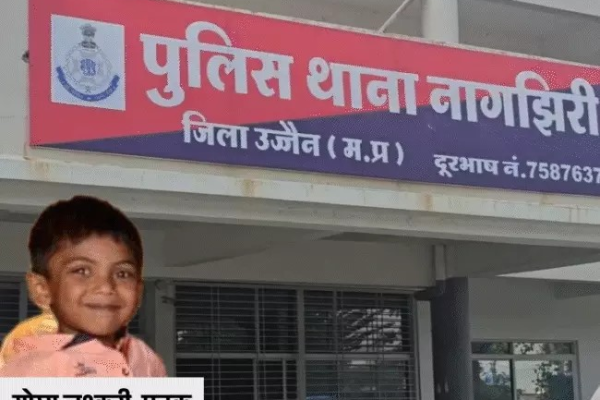 पुलिस थाना नागझिरी
जिला उज्जैन (म.प्र)
दूरभाष नं.7587637